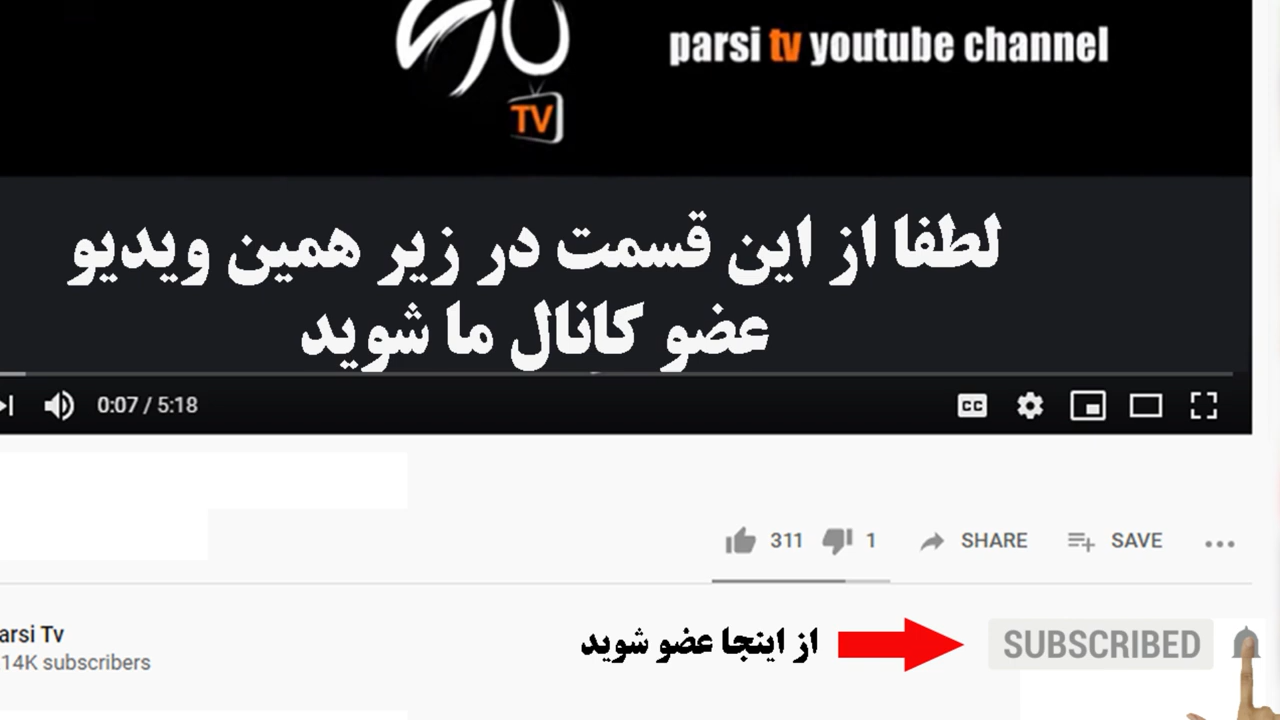 parsi tv youtube channel
TV
لطفا از این قسمت در زیر همین ویدیو
عضو کانال ما شوید
0:07 / 5:18
CC
311
1
SHARE
SAVE
arsi Tv
14K subscribers
از اینجا عضو شوید
SUBSCRIBED